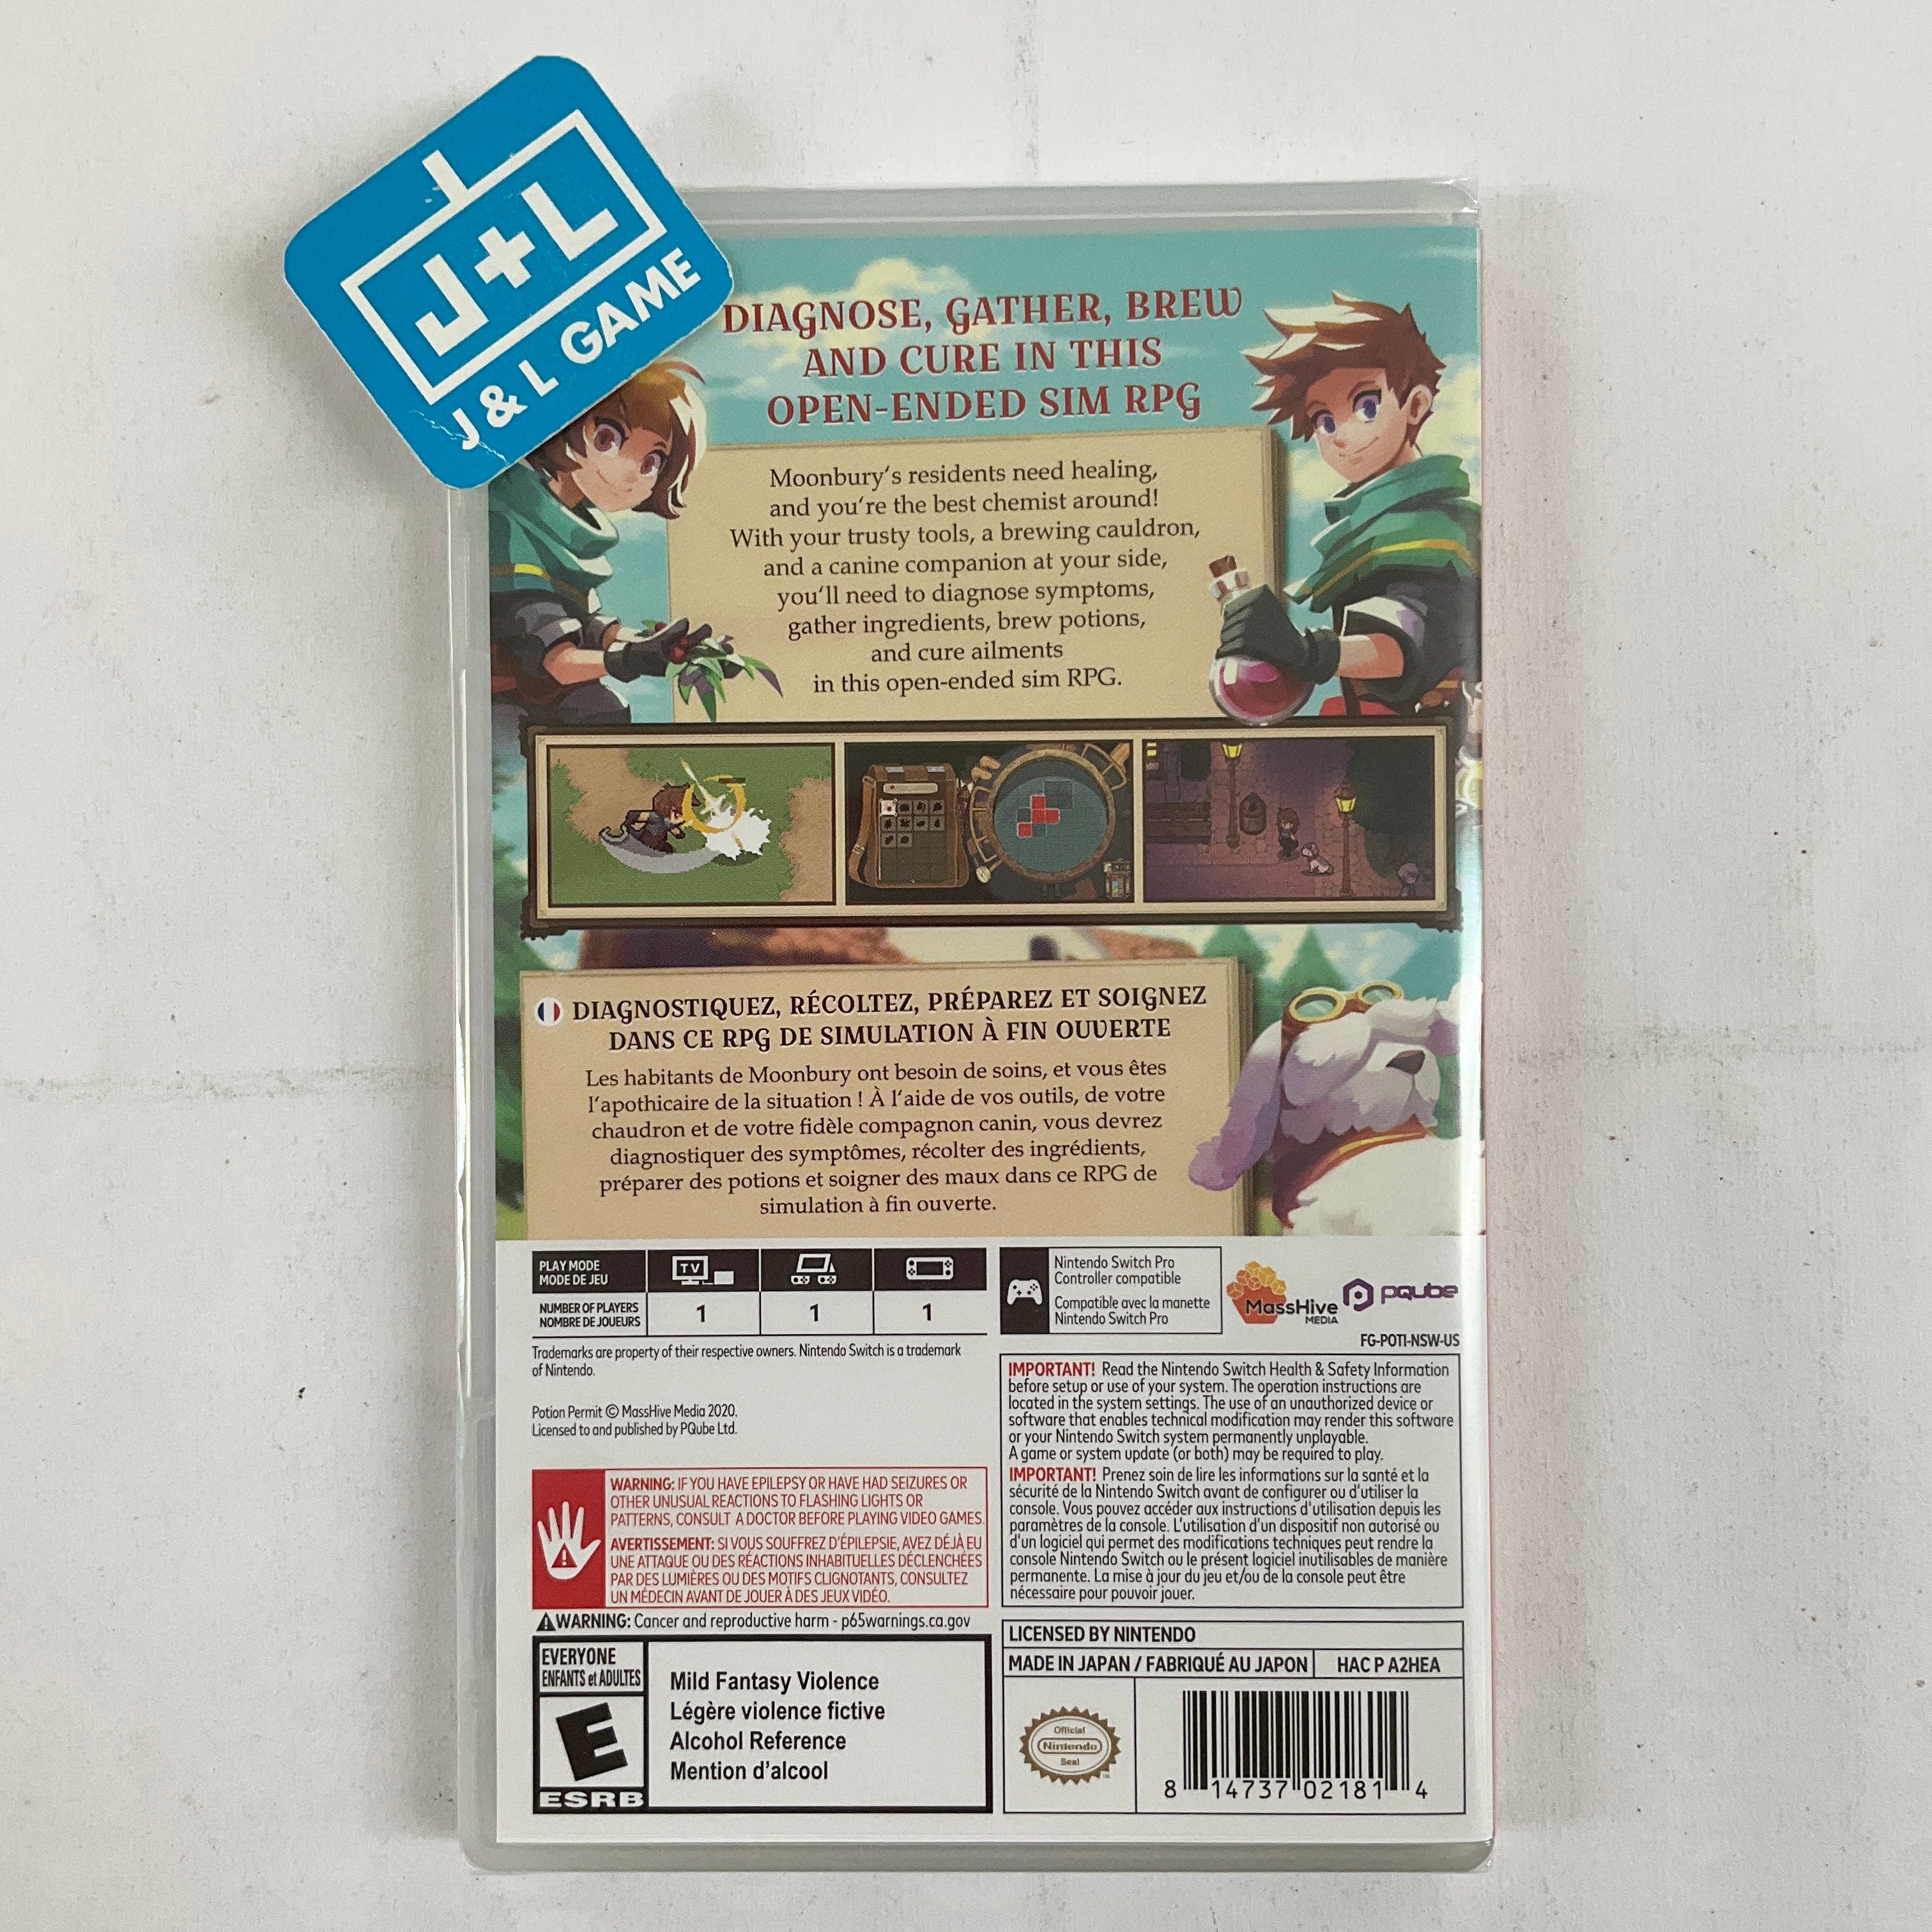 J+L
J & L GAME
DIAGNOSE, GATHER, BREW
AND CURE IN THIS
OPEN-ENDED SIM RPG
Moonbury's residents need healing,
and you're the best chemist around!
With your trusty tools, a brewing cauldron,
and a canine companion at your side,
you'll need to diagnose symptoms,
gather ingredients, brew potions,
and cure ailments
in this open-ended sim RPG.
DIAGNOSTIQUEZ, RÉCOLTEZ, PRÉPAREZ ET SOIGNEZ
DANS CE RPG DE SIMULATION À FIN OUVERTE
Les habitants de Moonbury ont besoin de soins, et vous êtes
l'apothicaire de la situation ! À l'aide de vos outils, de votre
chaudron et de votre fidèle compagnon canin, vous devrez
diagnostiquer des symptômes, récolter des ingrédients,
préparer des potions et soigner des maux dans ce RPG de
simulation à fin ouverte.
PLAY MODE
MODE DE JEU
TV
NUMBER OF PLAYERS
NOMBRE DE JOUEURS
1 1 1
Nintendo Switch Pro
Controller compatible
Compatible avec la manette
Nintendo Switch Pro
MassHive
MEDIA
PQube
FG-POTI-NSW-US
Trademarks are property of their respective owners. Nintendo Switch is a trademark
of Nintendo.
Potion Permit © MassHive Media 2020.
Licensed to and published by PQube Ltd.
IMPORTANT! Read the Nintendo Switch Health & Safety Information
before setup or use of your system. The operation instructions are
located in the system settings. The use of an unauthorized device or
software that enables technical modification may render this software
or your Nintendo Switch system permanently unplayable.
A game or system update (or both) may be required to play.
IMPORTANT! Prenez soin de lire les informations sur la santé et la
sécurité de la Nintendo Switch avant de configurer ou d'utiliser la
console. Vous pouvez accéder aux instructions d'utilisation depuis les
paramètres de la console. L'utilisation d'un dispositif non autorisé ou
d'un logiciel qui permet des modifications techniques peut rendre la
console Nintendo Switch ou le présent logiciel inutilisables de manière
permanente. La mise à jour du jeu et/ou de la console peut être
nécessaire pour pouvoir jouer.
WARNING: IF YOU HAVE EPILEPSY OR HAVE HAD SEIZURES OR
OTHER UNUSUAL REACTIONS TO FLASHING LIGHTS OR
PATTERNS, CONSULT A DOCTOR BEFORE PLAYING VIDEO GAMES.
AVERTISSEMENT: SI VOUS SOUFFREZ D'ÉPILEPSIE, AVEZ DÉJÀ EU
UNE ATTAQUE OU DES RÉACTIONS INHABITUELLES DÉCLENCHÉES
PAR DES LUMIÈRES OU DES MOTIFS CLIGNOTANTS, CONSULTEZ
UN MÉDECIN AVANT DE JOUER À DES JEUX VIDÉO.
WARNING: Cancer and reproductive harm - p65warnings.ca.gov
EVERYONE
ENFANTS et ADULTES
E
ESRB
Mild Fantasy Violence
Légère violence fictive
Alcohol Reference
Mention d'alcool
LICENSED BY NINTENDO
MADE IN JAPAN / FABRIQUÉ AU JAPON
HAC P A2HEA
Official
Nintendo
Seal
TM
8 14737 02181 4